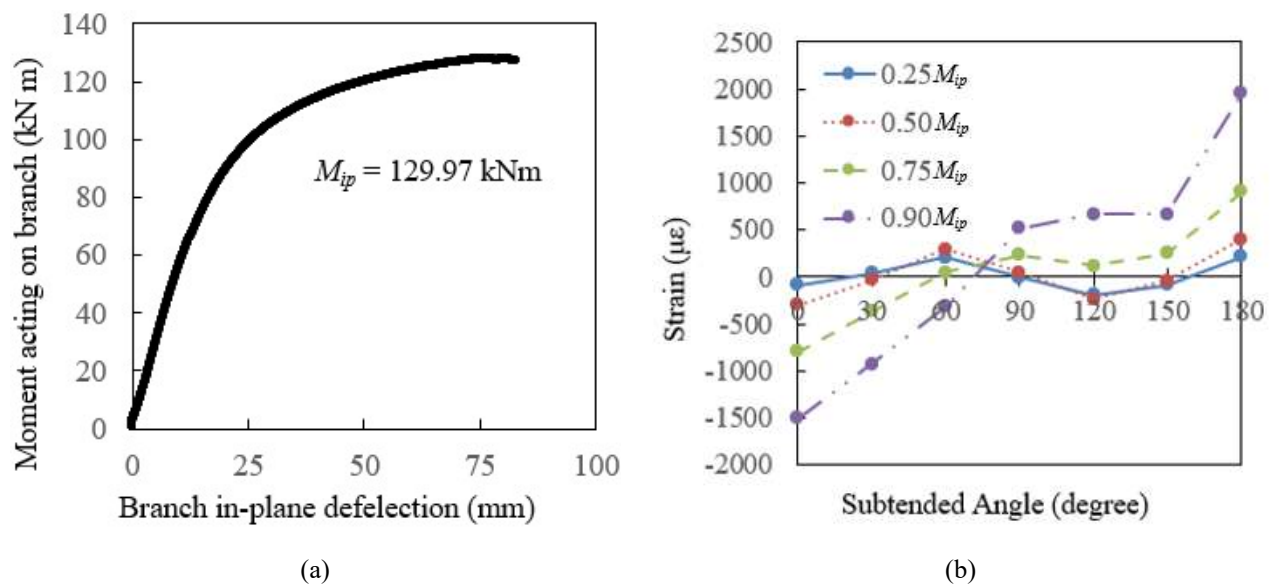 140
120
100
80
60
40
20
0
Moment acting on branch (kN m)
M_ip = 129.97 kNm
0 25 50 75 100
Branch in-plane defelection (mm)
(a)
2500
2000
1500
1000
500
0
-500
-1000
-1500
-2000
Strain (με)
0.25M_ip
0.50M_ip
0.75M_ip
0.90M_ip
0 30 60 90 120 150 180
Subtended Angle (degree)
(b)